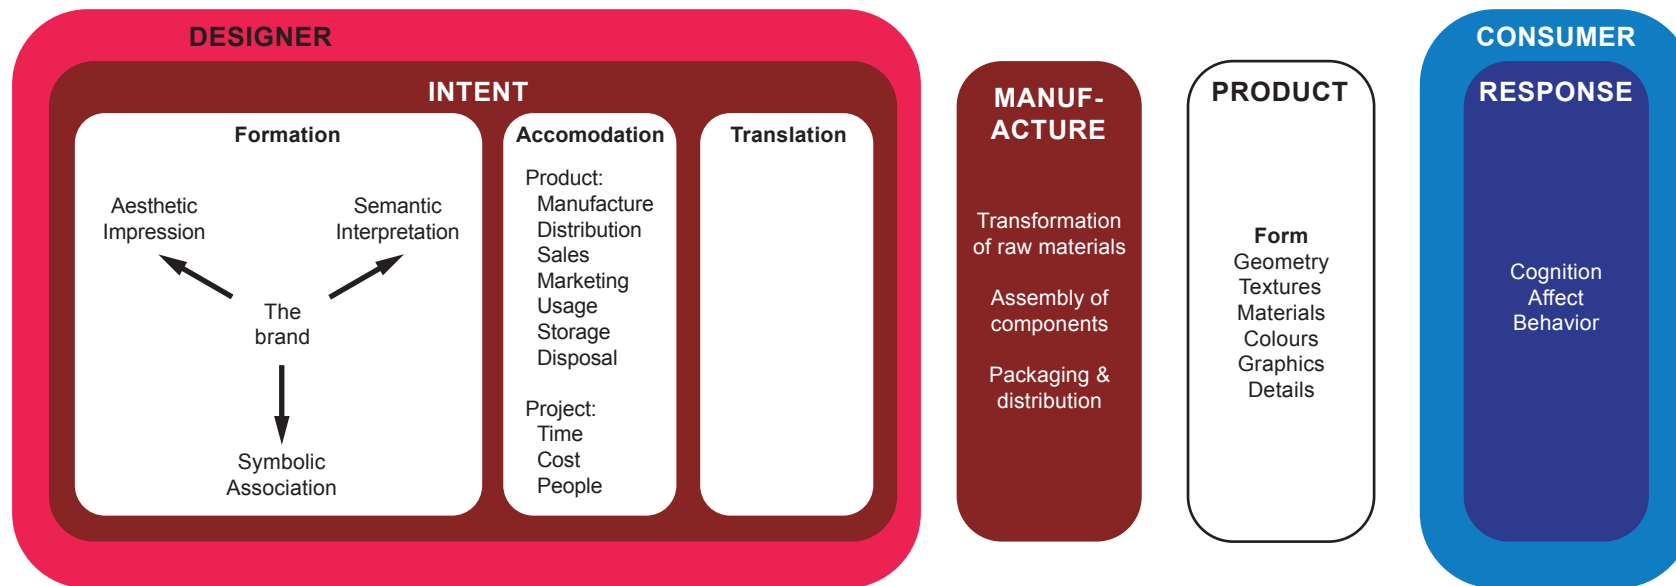 DESIGNER
INTENT
Formation
Aesthetic
Impression
Semantic
Interpretation
The
brand
Symbolic
Association
Accomodation
Product:
Manufacture
Distribution
Sales
Marketing
Usage
Storage
Disposal
Project:
Time
Cost
People
Translation
MANUF-
ACTURE
Transformation
of raw materials
Assembly of
components
Packaging &
distribution
PRODUCT
Form
Geometry
Textures
Materials
Colours
Graphics
Details
CONSUMER
RESPONSE
Cognition
Affect
Behavior